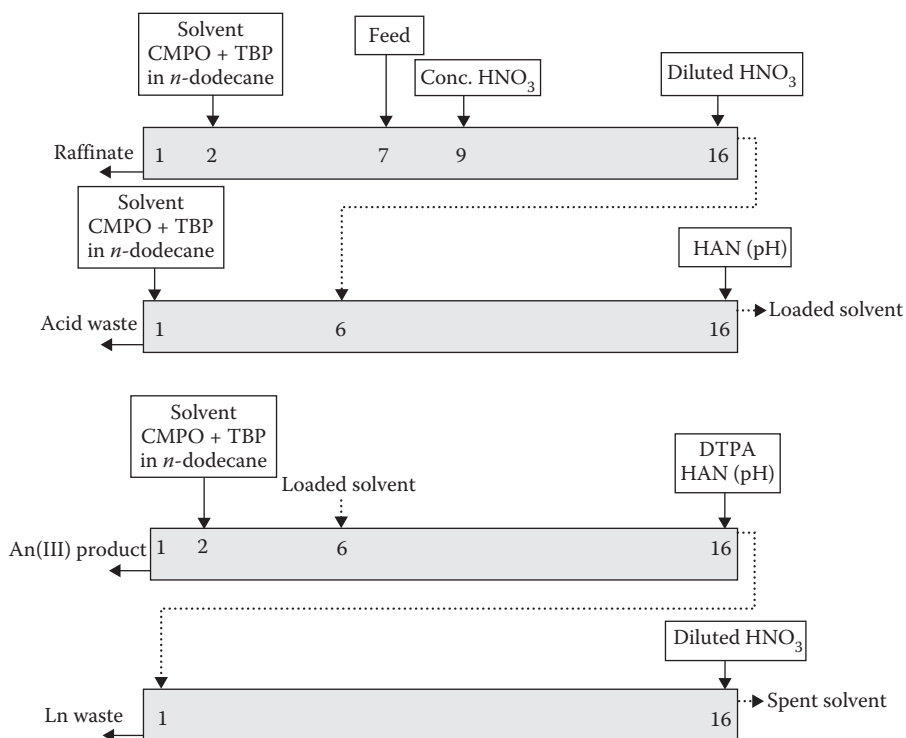 Solvent
CMPO + TBP
in n-dodecane
Feed
Conc. HNO₃
Diluted HNO₃
Raffinate
1
2
7
9
16
Solvent
CMPO + TBP
in n-dodecane
HAN (pH)
Acid waste
1
6
16
Loaded solvent
Solvent
CMPO + TBP
in n-dodecane
Loaded solvent
DTPA
HAN (pH)
An(III) product
1
2
6
16
Diluted HNO₃
Ln waste
1
16
Spent solvent